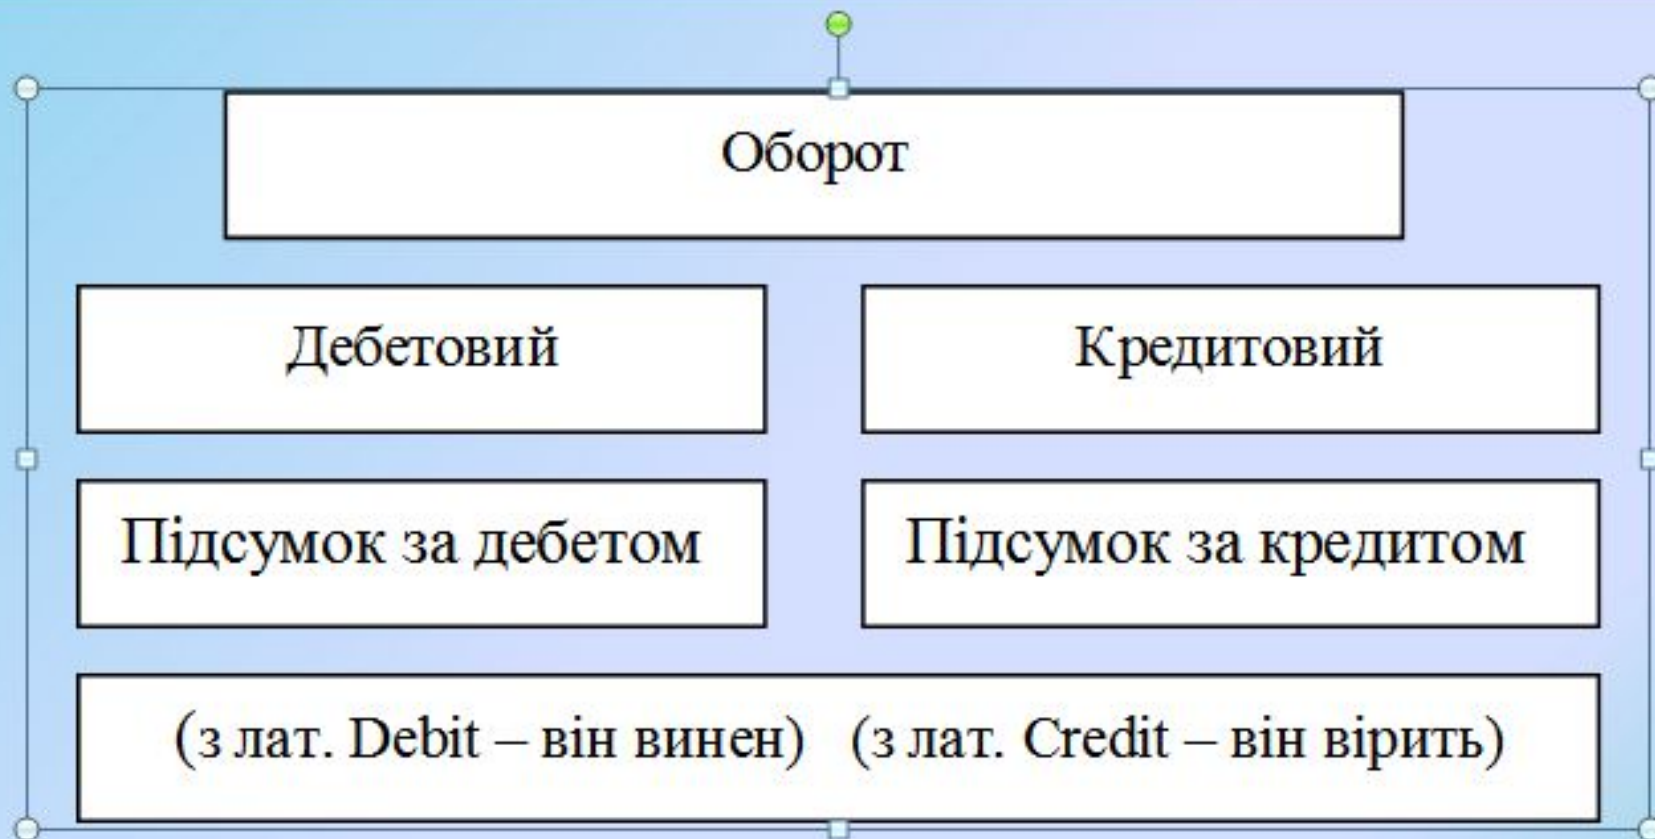 Оборот
Дебетовий
Кредитовий
Підсумок за дебетом
Підсумок за кредитом
(з лат. Debit – він винен) (з лат. Credit – він вірить)